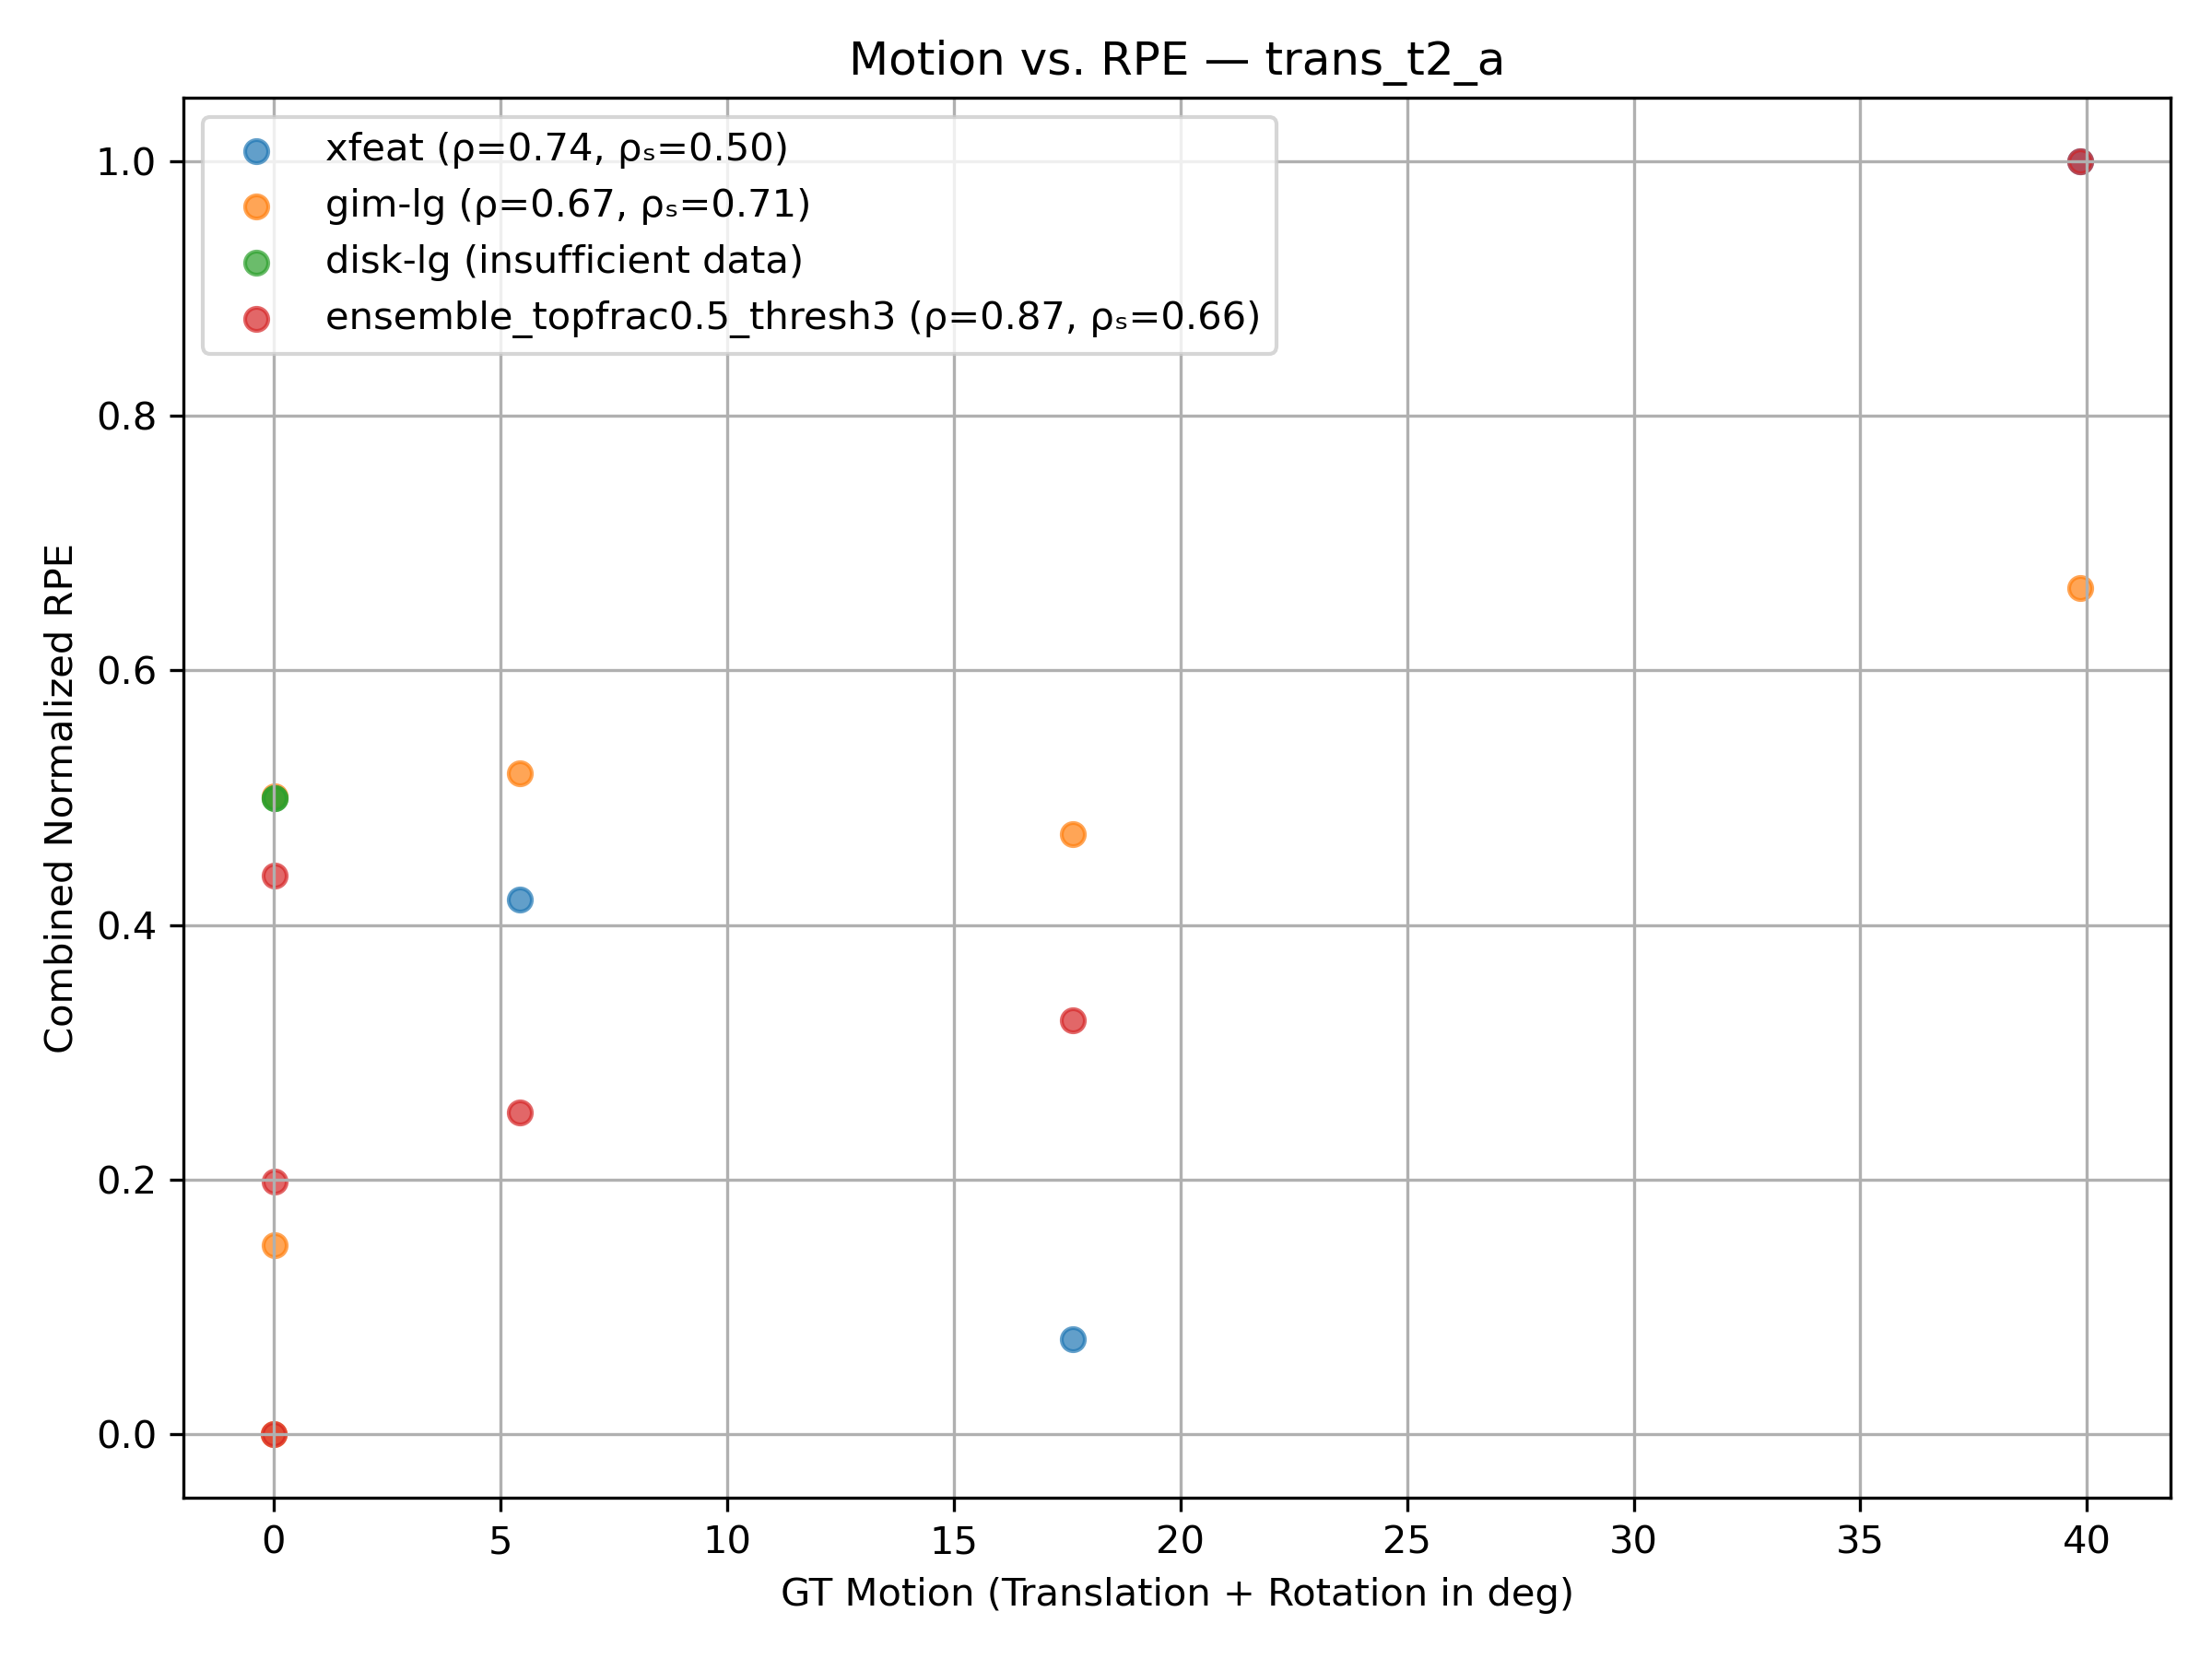 Motion vs. RPE — trans_t2_a
xfeat (ρ=0.74, ρₛ=0.50)
gim-lg (ρ=0.67, ρₛ=0.71)
disk-lg (insufficient data)
ensemble_topfrac0.5_thresh3 (ρ=0.87, ρₛ=0.66)
Combined Normalized RPE
1.0
0.8
0.6
0.4
0.2
0.0
0 5 10 15 20 25 30 35 40
GT Motion (Translation + Rotation in deg)